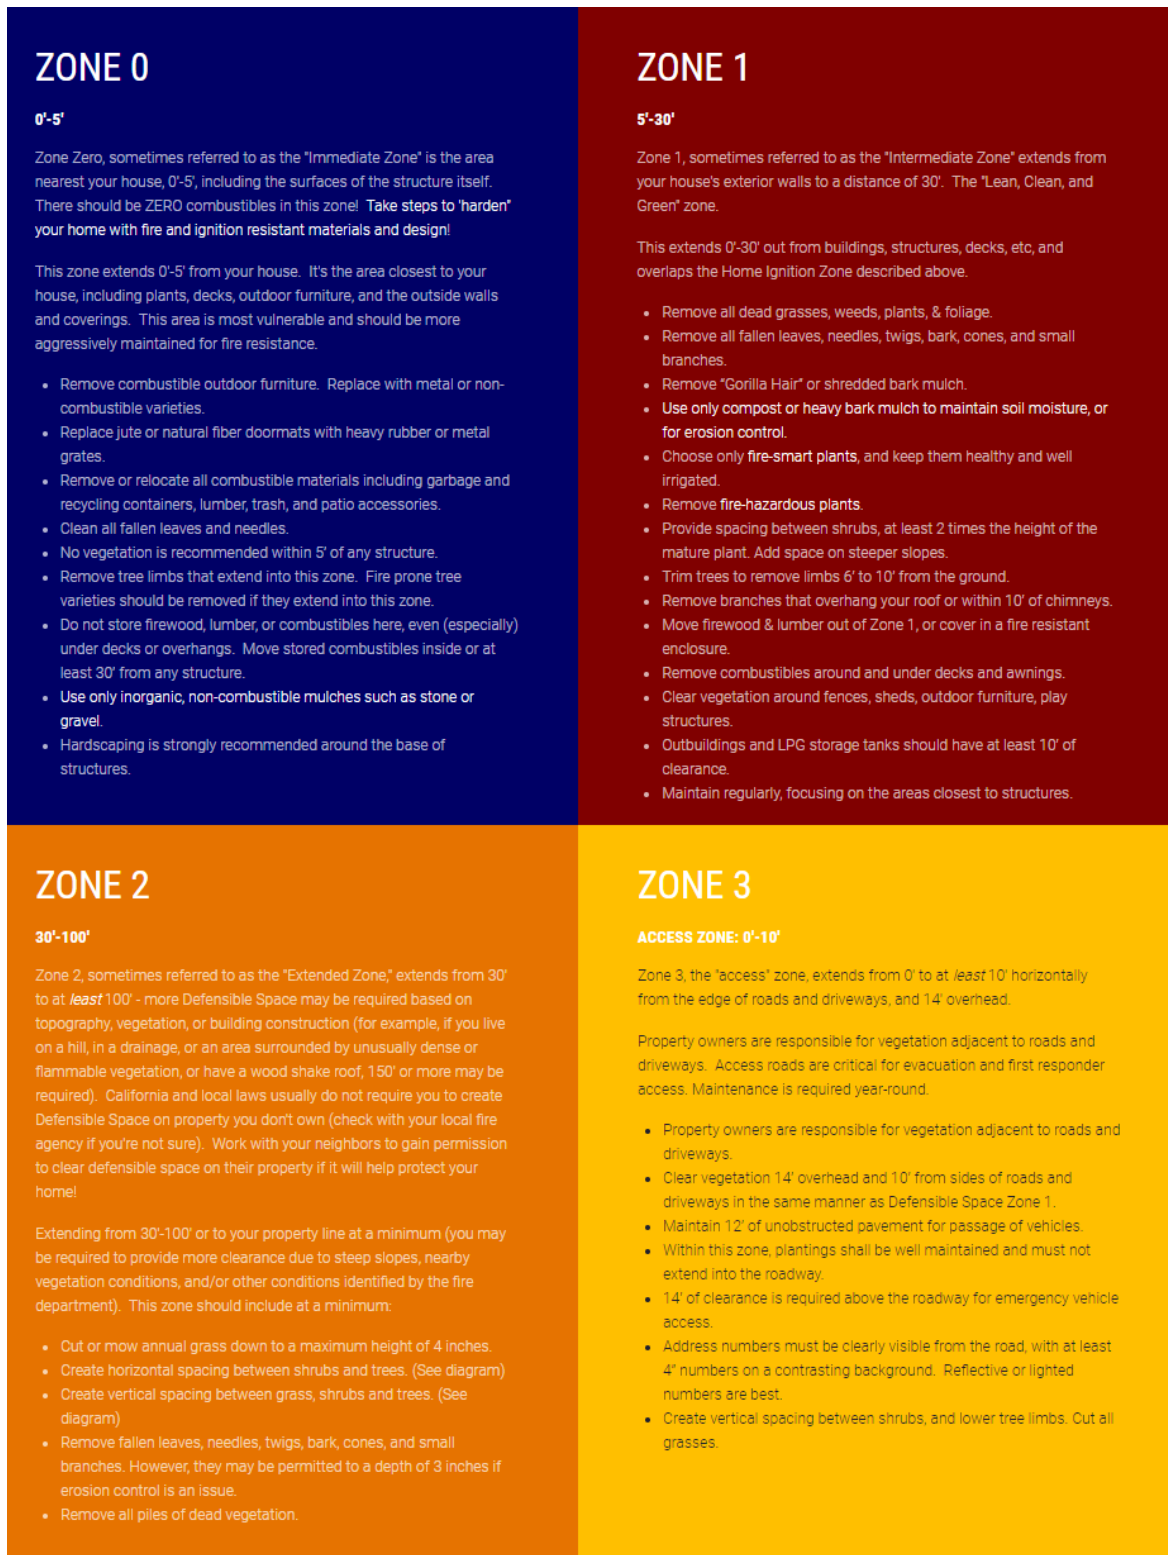 ZONE 0
0'-5'
Zone Zero, sometimes referred to as the "Immediate Zone" is the area
nearest your house, 0'-5', including the surfaces of the structure itself.
There should be ZERO combustibles in this zone!  Take steps to 'harden"
your home with fire and ignition resistant materials and design!
This zone extends 0'-5' from your house.  It's the area closest to your
house, including plants, decks, outdoor furniture, and the outside walls
and coverings.  This area is most vulnerable and should be more
aggressively maintained for fire resistance.
• Remove combustible outdoor furniture.  Replace with metal or non-
combustible varieties.
• Replace jute or natural fiber doormats with heavy rubber or metal
grates.
• Remove or relocate all combustible materials including garbage and
recycling containers, lumber, trash, and patio accessories.
• Clean all fallen leaves and needles.
• No vegetation is recommended within 5' of any structure.
• Remove tree limbs that extend into this zone.  Fire prone tree
varieties should be removed if they extend into this zone.
• Do not store firewood, lumber, or combustibles here, even (especially)
under decks or overhangs.  Move stored combustibles inside or at
least 30' from any structure.
• Use only inorganic, non-combustible mulches such as stone or
gravel.
• Hardscaping is strongly recommended around the base of
structures.
ZONE 1
5'-30'
Zone 1, sometimes referred to as the "Intermediate Zone" extends from
your house's exterior walls to a distance of 30'.  The "Lean, Clean, and
Green" zone.
This extends 0'-30' out from buildings, structures, decks, etc, and
overlaps the Home Ignition Zone described above.
• Remove all dead grasses, weeds, plants, & foliage.
• Remove all fallen leaves, needles, twigs, bark, cones, and small
branches.
• Remove "Gorilla Hair" or shredded bark mulch.
• Use only compost or heavy bark mulch to maintain soil moisture, or
for erosion control.
• Choose only fire-smart plants, and keep them healthy and well
irrigated.
• Remove fire-hazardous plants.
• Provide spacing between shrubs, at least 2 times the height of the
mature plant. Add space on steeper slopes.
• Trim trees to remove limbs 6' to 10' from the ground.
• Remove branches that overhang your roof or within 10' of chimneys.
• Move firewood & lumber out of Zone 1, or cover in a fire resistant
enclosure.
• Remove combustibles around and under decks and awnings.
• Clear vegetation around fences, sheds, outdoor furniture, play
structures.
• Outbuildings and LPG storage tanks should have at least 10' of
clearance.
• Maintain regularly, focusing on the areas closest to structures.
ZONE 2
30'-100'
Zone 2, sometimes referred to as the "Extended Zone," extends from 30'
to at least 100' - more Defensible Space may be required based on
topography, vegetation, or building construction (for example, if you live
on a hill, in a drainage, or an area surrounded by unusually dense or
flammable vegetation, or have a wood shake roof, 150' or more may be
required).  California and local laws usually do not require you to create
Defensible Space on property you don't own (check with your local fire
agency if you're not sure).  Work with your neighbors to gain permission
to clear defensible space on their property if it will help protect your
home!
Extending from 30'-100' or to your property line at a minimum (you may
be required to provide more clearance due to steep slopes, nearby
vegetation conditions, and/or other conditions identified by the fire
department).  This zone should include at a minimum:
• Cut or mow annual grass down to a maximum height of 4 inches.
• Create horizontal spacing between shrubs and trees. (See diagram)
• Create vertical spacing between grass, shrubs and trees. (See
diagram)
• Remove fallen leaves, needles, twigs, bark, cones, and small
branches. However, they may be permitted to a depth of 3 inches if
erosion control is an issue.
• Remove all piles of dead vegetation.
ZONE 3
ACCESS ZONE: 0'-10'
Zone 3, the "access" zone, extends from 0' to at least 10' horizontally
from the edge of roads and driveways, and 14' overhead.
Property owners are responsible for vegetation adjacent to roads and
driveways.  Access roads are critical for evacuation and first responder
access. Maintenance is required year-round.
• Property owners are responsible for vegetation adjacent to roads and
driveways.
• Clear vegetation 14' overhead and 10' from sides of roads and
driveways in the same manner as Defensible Space Zone 1.
• Maintain 12' of unobstructed pavement for passage of vehicles.
• Within this zone, plantings shall be well maintained and must not
extend into the roadway.
• 14' of clearance is required above the roadway for emergency vehicle
access.
• Address numbers must be clearly visible from the road, with at least
4" numbers on a contrasting background.  Reflective or lighted
numbers are best.
• Create vertical spacing between shrubs, and lower tree limbs. Cut all
grasses.